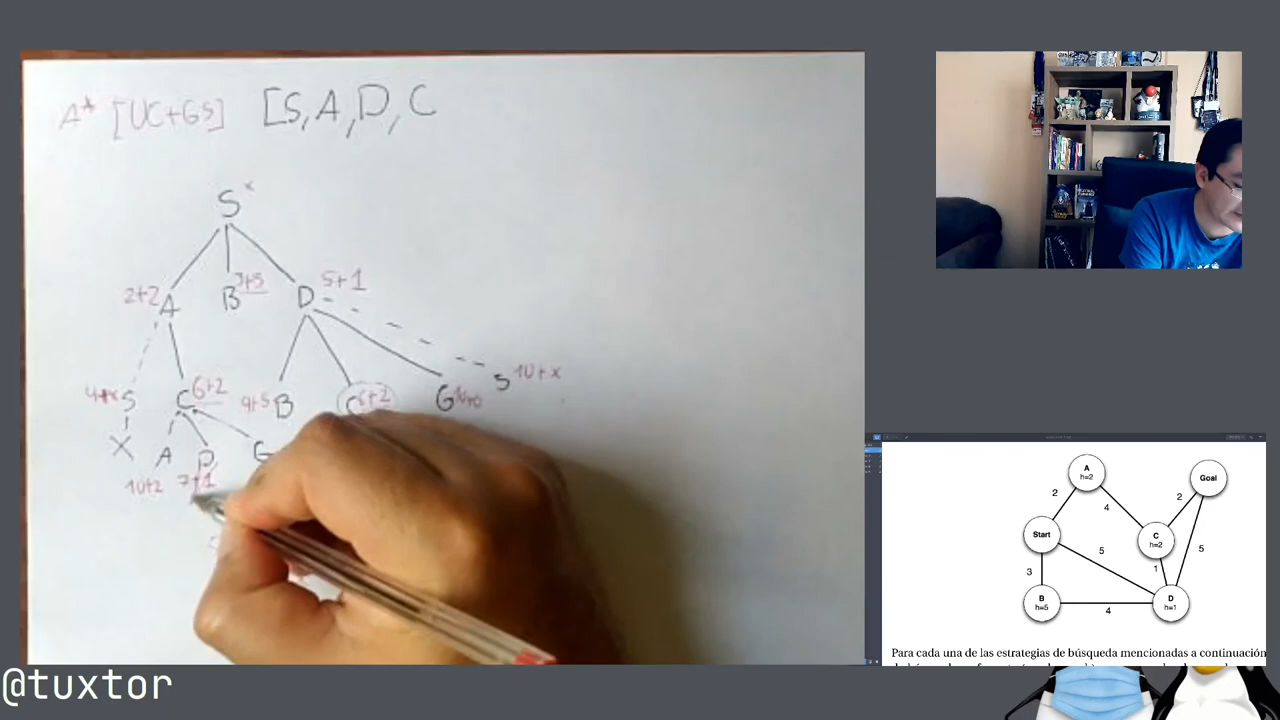 A* [UC+GS] [S, A, D, C
S x
2+2 A B 3+5 D 5+1
S C 6+2 9+5 B C 6+2 G 10+0 S 10+x
X A D G
10+2 7+1
A
h=2
Goal
2
4
2
Start
5
C
h=2
5
3
1
B
h=5
D
h=1
4
Para cada una de las estrategias de búsqueda mencionadas a continuación
@tuxtor